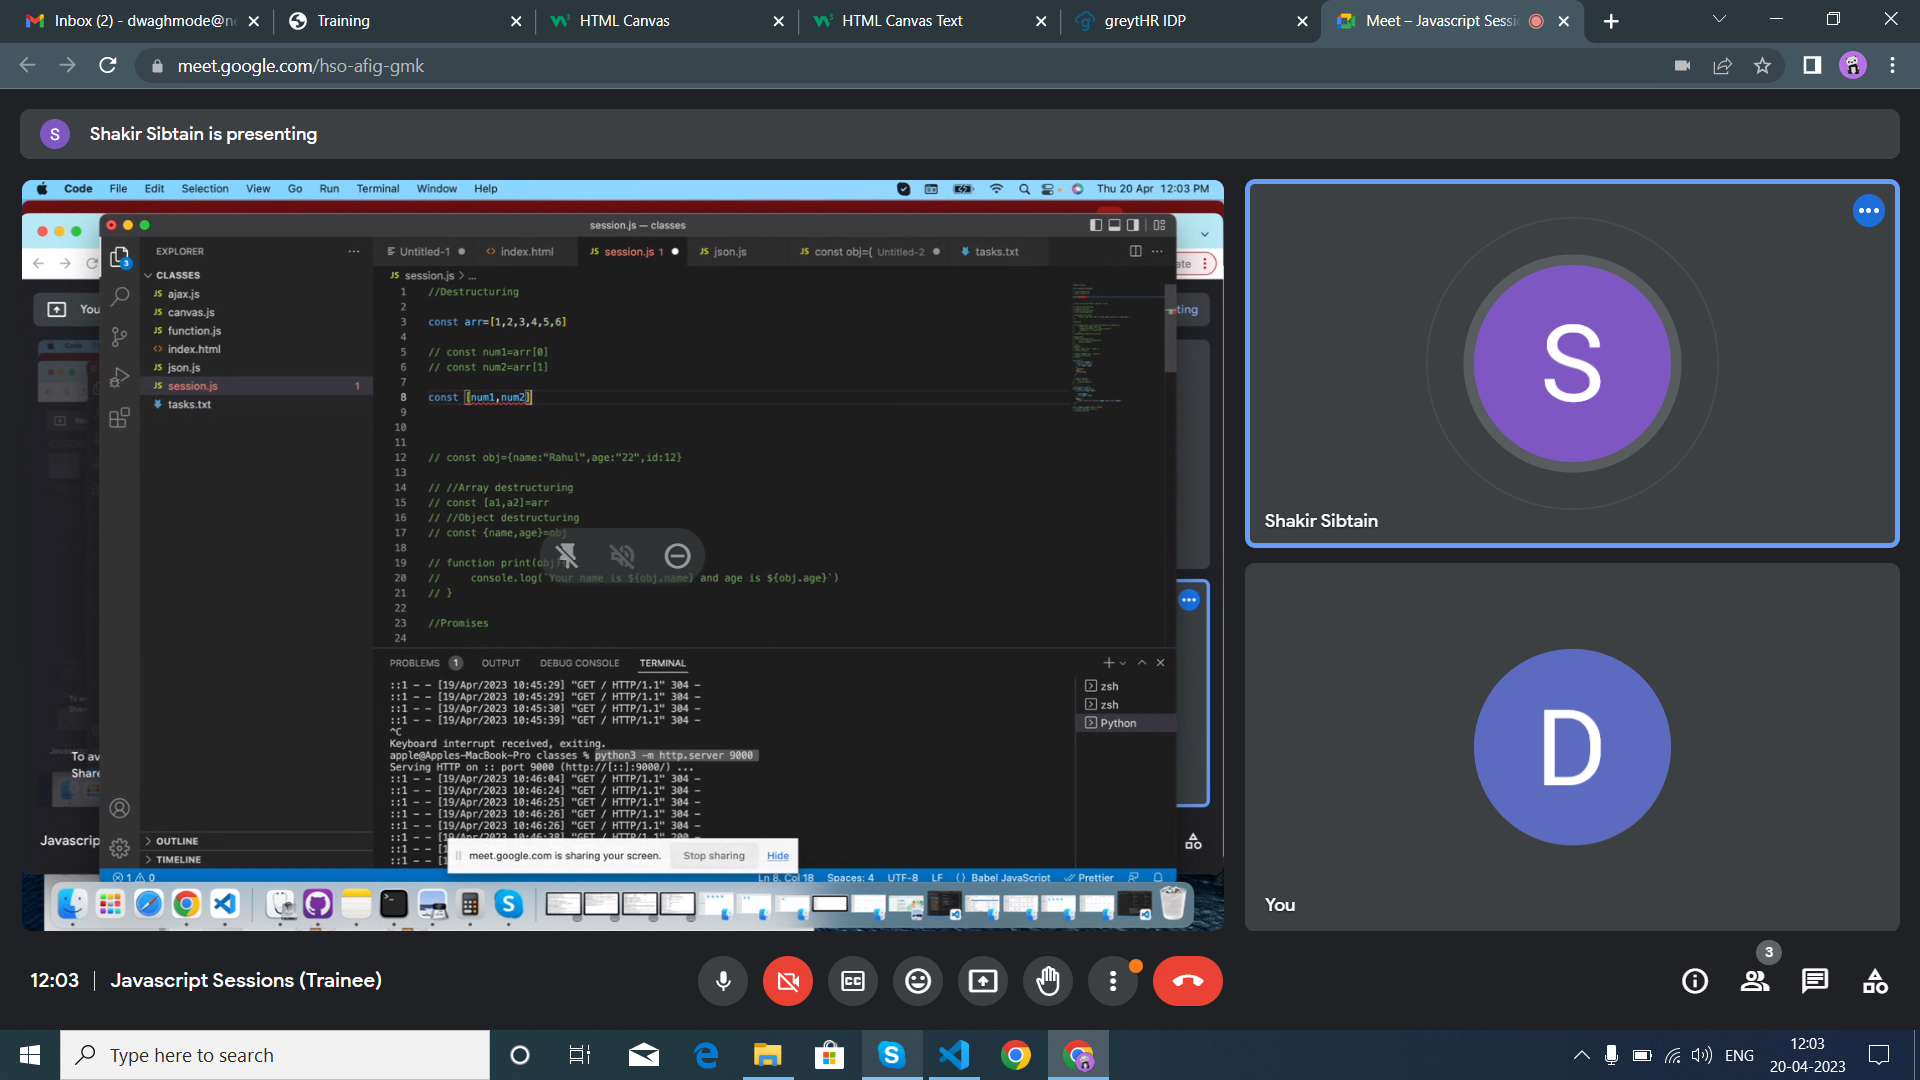 Inbox (2) - dwaghmode@ne
Training
HTML Canvas
HTML Canvas Text
greytHR IDP
Meet – Javascript Sessi
meet.google.com/hso-afig-gmk
S
Shakir Sibtain is presenting
Code File Edit Selection View Go Run Terminal Window Help
Thu 20 Apr 12:03 PM
session.js — classes
EXPLORER
Untitled-1
index.html
session.js 1
json.js
const obj={ Untitled-2
tasks.txt
CLASSES
ajax.js
canvas.js
function.js
index.html
json.js
session.js 1
tasks.txt
3
You
ting
session.js > ...
1 //Destructuring
2
3 const arr=[1,2,3,4,5,6]
4
5 // const num1=arr[0]
6 // const num2=arr[1]
7
8 const [num1,num2]
9
10
11
12 // const obj={name:"Rahul",age:"22",id:12}
13
14 // //Array destructuring
15 // const [a1,a2]=arr
16 // //Object destructuring
17 // const {name,age}=obj
18
19 // function print(obj)
20 // console.log(`Your name is ${obj.name} and age is ${obj.age}`)
21 // }
22
23 //Promises
24
PROBLEMS 1 OUTPUT DEBUG CONSOLE TERMINAL
::1 - - [19/Apr/2023 10:45:29] "GET / HTTP/1.1" 304 -
::1 - - [19/Apr/2023 10:45:29] "GET / HTTP/1.1" 304 -
::1 - - [19/Apr/2023 10:45:30] "GET / HTTP/1.1" 304 -
::1 - - [19/Apr/2023 10:45:39] "GET / HTTP/1.1" 304 -
^C
Keyboard interrupt received, exiting.
apple@Apples-MacBook-Pro classes % python3 -m http.server 9000
Serving HTTP on :: port 9000 (http://[::]:9000/) ...
::1 - - [19/Apr/2023 10:46:04] "GET / HTTP/1.1" 304 -
::1 - - [19/Apr/2023 10:46:24] "GET / HTTP/1.1" 304 -
::1 - - [19/Apr/2023 10:46:25] "GET / HTTP/1.1" 304 -
::1 - - [19/Apr/2023 10:46:26] "GET / HTTP/1.1" 304 -
::1 - - [19/Apr/2023 10:46:26] "GET / HTTP/1.1" 304 -
::1 - - [19/Apr/2023 10:46:38] "GET / HTTP/1.1" 200 -
zsh
zsh
Python
To av
Share
Javascrip
OUTLINE
TIMELINE
meet.google.com is sharing your screen. Stop sharing Hide
1 0
Ln 8, Col 18 Spaces: 4 UTF-8 LF {} Babel JavaScript Prettier
S
Shakir Sibtain
D
You
12:03 | Javascript Sessions (Trainee)
CC
3
Type here to search
ENG
12:03
20-04-2023